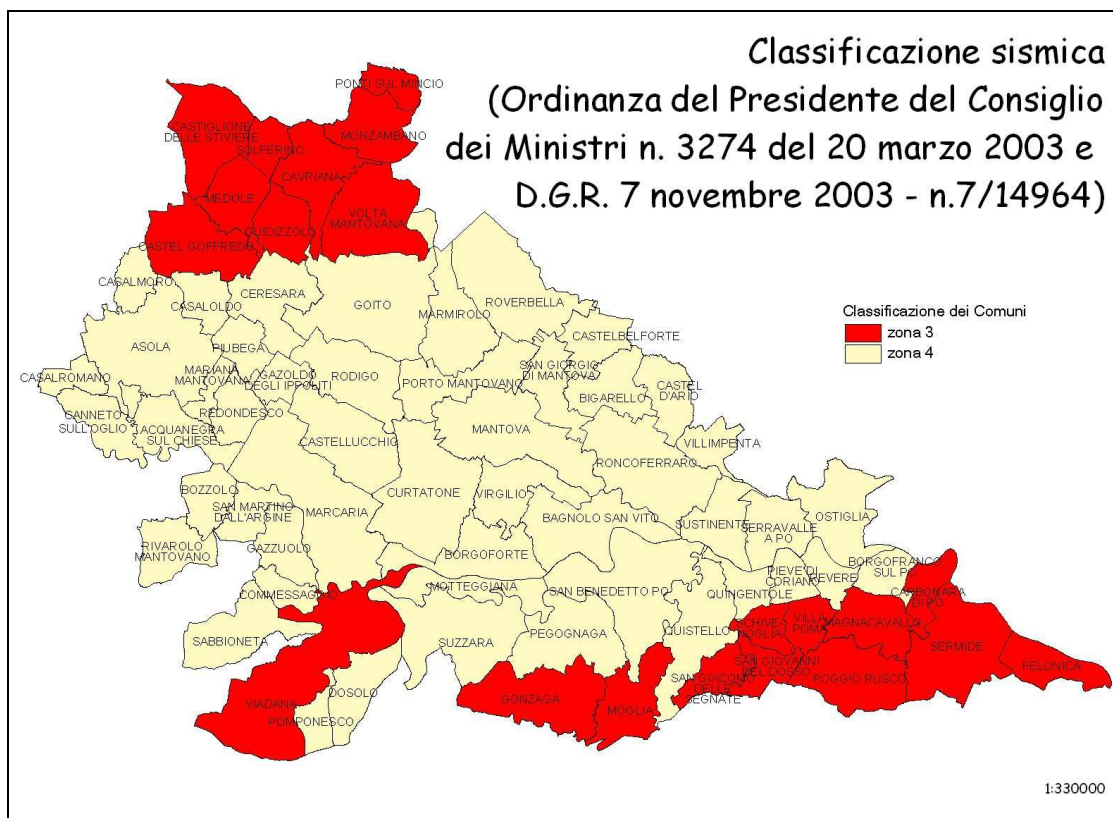 Classificazione sismica
(Ordinanza del Presidente del Consiglio
dei Ministri n. 3274 del 20 marzo 2003 e
D.G.R. 7 novembre 2003 - n.7/14964)
PONTI SUL MINCIO
CASTIGLIONE
DELLE STIVIERE
MONZAMBANO
SOLFERINO
CAVRIANA
MEDOLE
VOLTA
MANTOVANA
GUIDIZZOLO
CASTEL GOFFREDO
CASALMORO
CERESARA
CASALOLDO
GOITO
ROVERBELLA
MARMIROLO
Classificazione dei Comuni
zona 3
zona 4
CASTELBELFORTE
ASOLA
PIUBEGA
MARIANA
MANTOVANA
GAZOLDO
DEGLI IPPOLITI
RODIGO
PORTO MANTOVANO
SAN GIORGIO
DI MANTOVA
CASALROMANO
CASTEL
D'ARIO
BIGARELLO
CANNETO
SULL'OGLIO
REDONDESCO
ACQUANEGRA
SUL CHIESE
CASTELLUCCHIO
MANTOVA
VILLIMPENTA
RONCOFERRARO
BOZZOLO
CURTATONE
VIRGILIO
SAN MARTINO
DALL'ARGINE
MARCARIA
BAGNOLO SAN VITO
SUSTINENTE
SERRAVALLE
A PO
OSTIGLIA
RIVAROLO
MANTOVANO
GAZZUOLO
BORGOFORTE
BORGOFRANCO
SUL PO
PIEVE DI
CORIANO
REVERE
COMMESSAGGIO
MOTTEGGIANA
SAN BENEDETTO PO
QUINGENTOLE
CARBONARA
DI PO
SABBIONETA
SUZZARA
PEGOGNAGA
QUISTELLO
SCHIVE-
NOGLIA
VILLA
POMA
MAGNACAVALLO
SERMIDE
FELONICA
SAN GIOVANNI
DEL DOSSO
POGGIO RUSCO
SAN GIACOMO
DELLE
SEGNATE
DOSOLO
VIADANA
POMPONESCO
GONZAGA
MOGLIA
1:330000